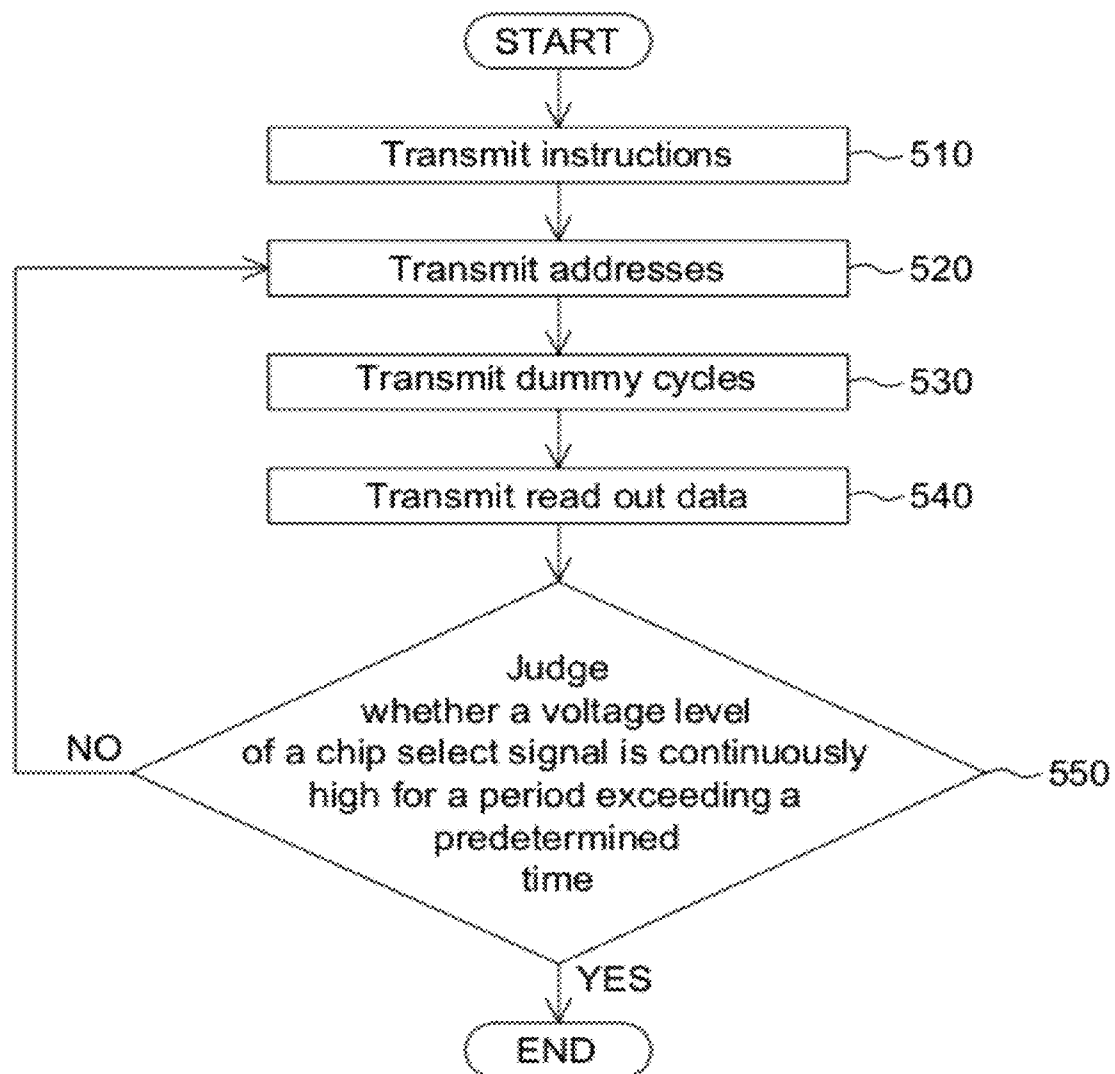 START
Transmit instructions
510
Transmit addresses
520
Transmit dummy cycles
530
Transmit read out data
540
Judge
whether a voltage level
of a chip select signal is continuously
high for a period exceeding a
predetermined
time
550
NO
YES
END